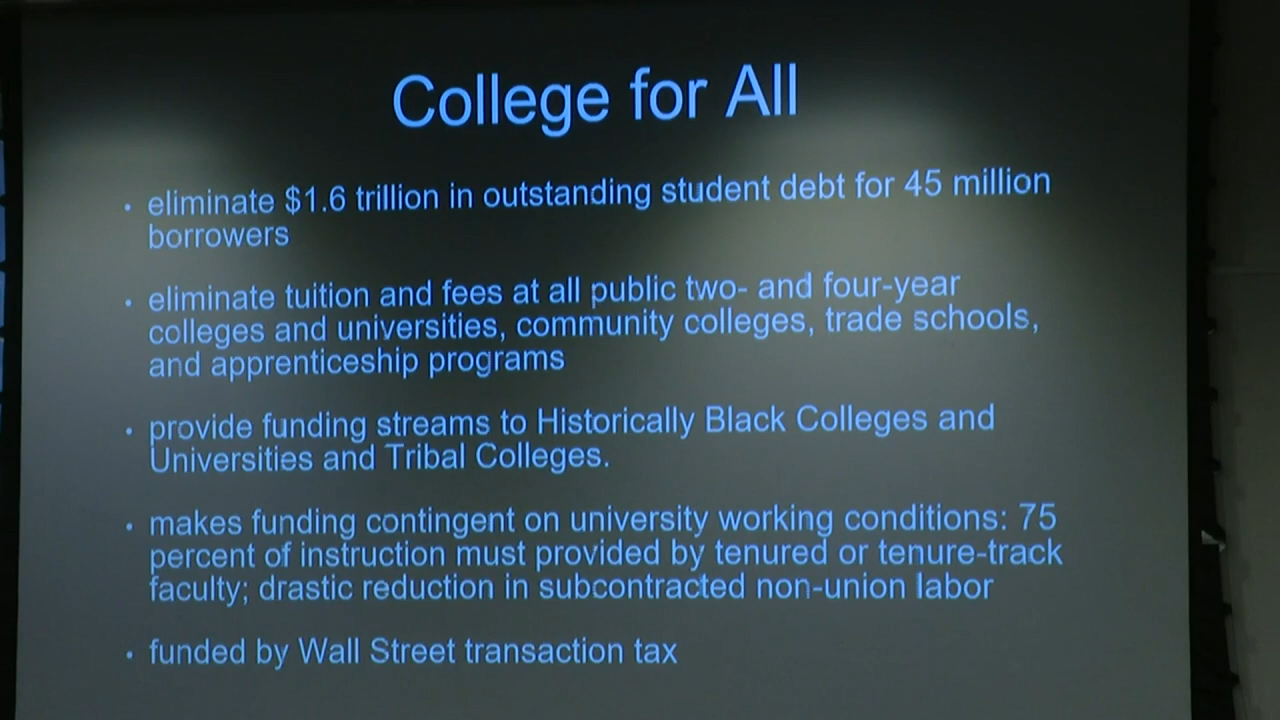 College for All
• eliminate $1.6 trillion in outstanding student debt for 45 million
borrowers
• eliminate tuition and fees at all public two- and four-year
colleges and universities, community colleges, trade schools,
and apprenticeship programs
• provide funding streams to Historically Black Colleges and
Universities and Tribal Colleges.
• makes funding contingent on university working conditions: 75
percent of instruction must provided by tenured or tenure-track
faculty; drastic reduction in subcontracted non-union labor
• funded by Wall Street transaction tax